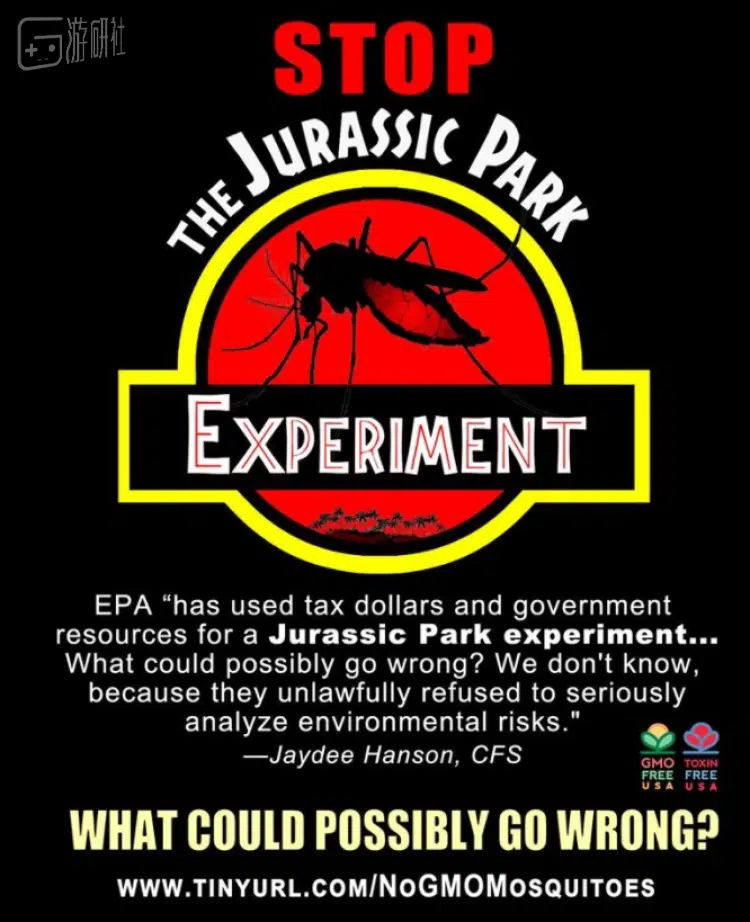 游研社
STOP
THE JURASSIC PARK
EXPERIMENT
EPA “has used tax dollars and government
resources for a Jurassic Park experiment...
What could possibly go wrong? We don't know,
because they unlawfully refused to seriously
analyze environmental risks."
—Jaydee Hanson, CFS
GMO
FREE
USA
TOXIN
FREE
USA
WHAT COULD POSSIBLY GO WRONG?
WWW.TINYURL.COM/NOGMOMOSQUITOES